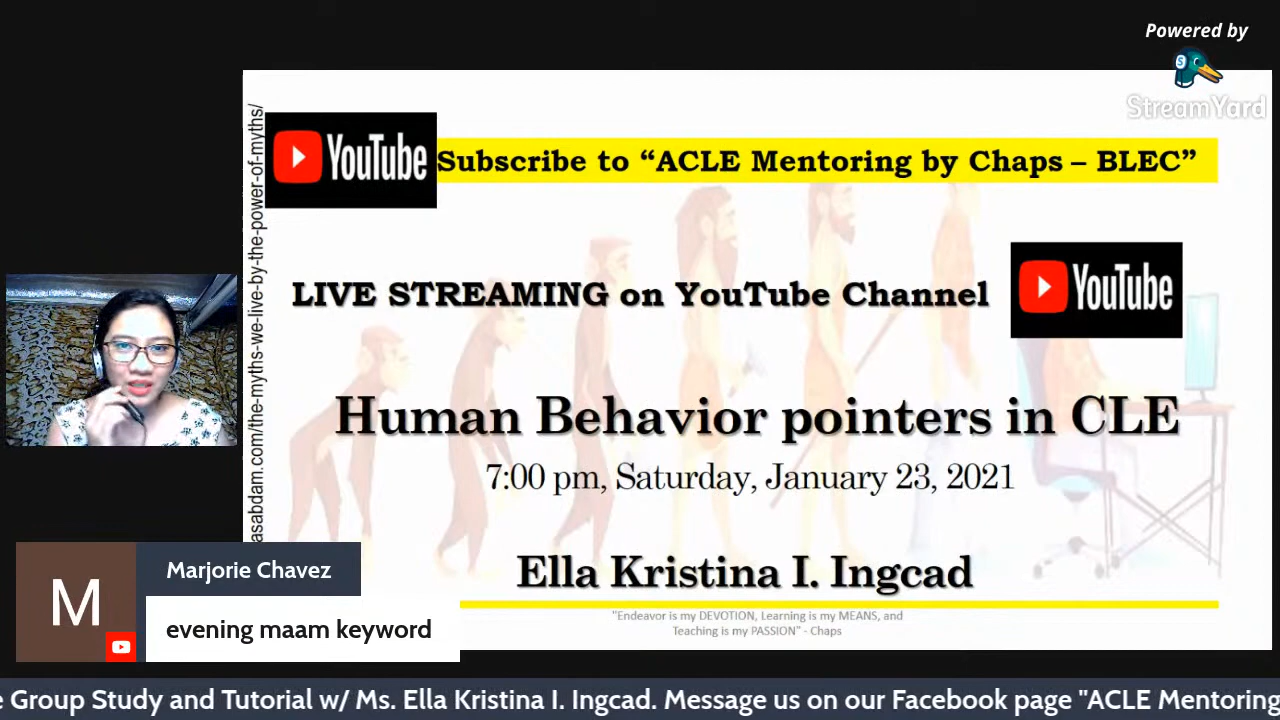 Powered by
StreamYard
YouTube
Subscribe to “ACLE Mentoring by Chaps – BLEC”
asabdam.com/the-myths-we-live-by-the-power-of-myths/
LIVE STREAMING on YouTube Channel
YouTube
Human Behavior pointers in CLE
7:00 pm, Saturday, January 23, 2021
Ella Kristina I. Ingcad
"Endeavor is my DEVOTION, Learning is my MEANS, and
Teaching is my PASSION" - Chaps
M
Marjorie Chavez
evening maam keyword
e Group Study and Tutorial w/ Ms. Ella Kristina I. Ingcad. Message us on our Facebook page "ACLE Mentoring